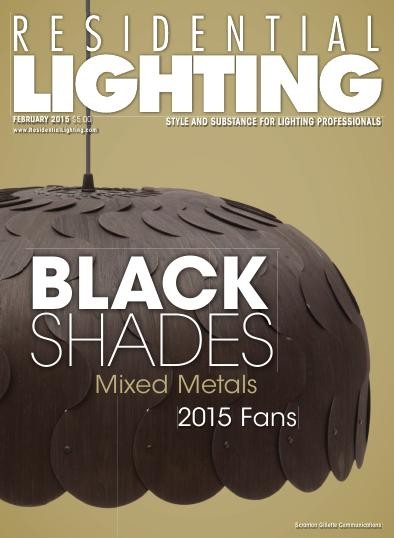 RESIDENTIAL
LIGHTING
FEBRUARY 2015 $5.00
STYLE AND SUBSTANCE FOR LIGHTING PROFESSIONALS
www.ResidentialLighting.com
BLACK
SHADES
Mixed Metals
2015 Fans
Scranton Gillette Communications